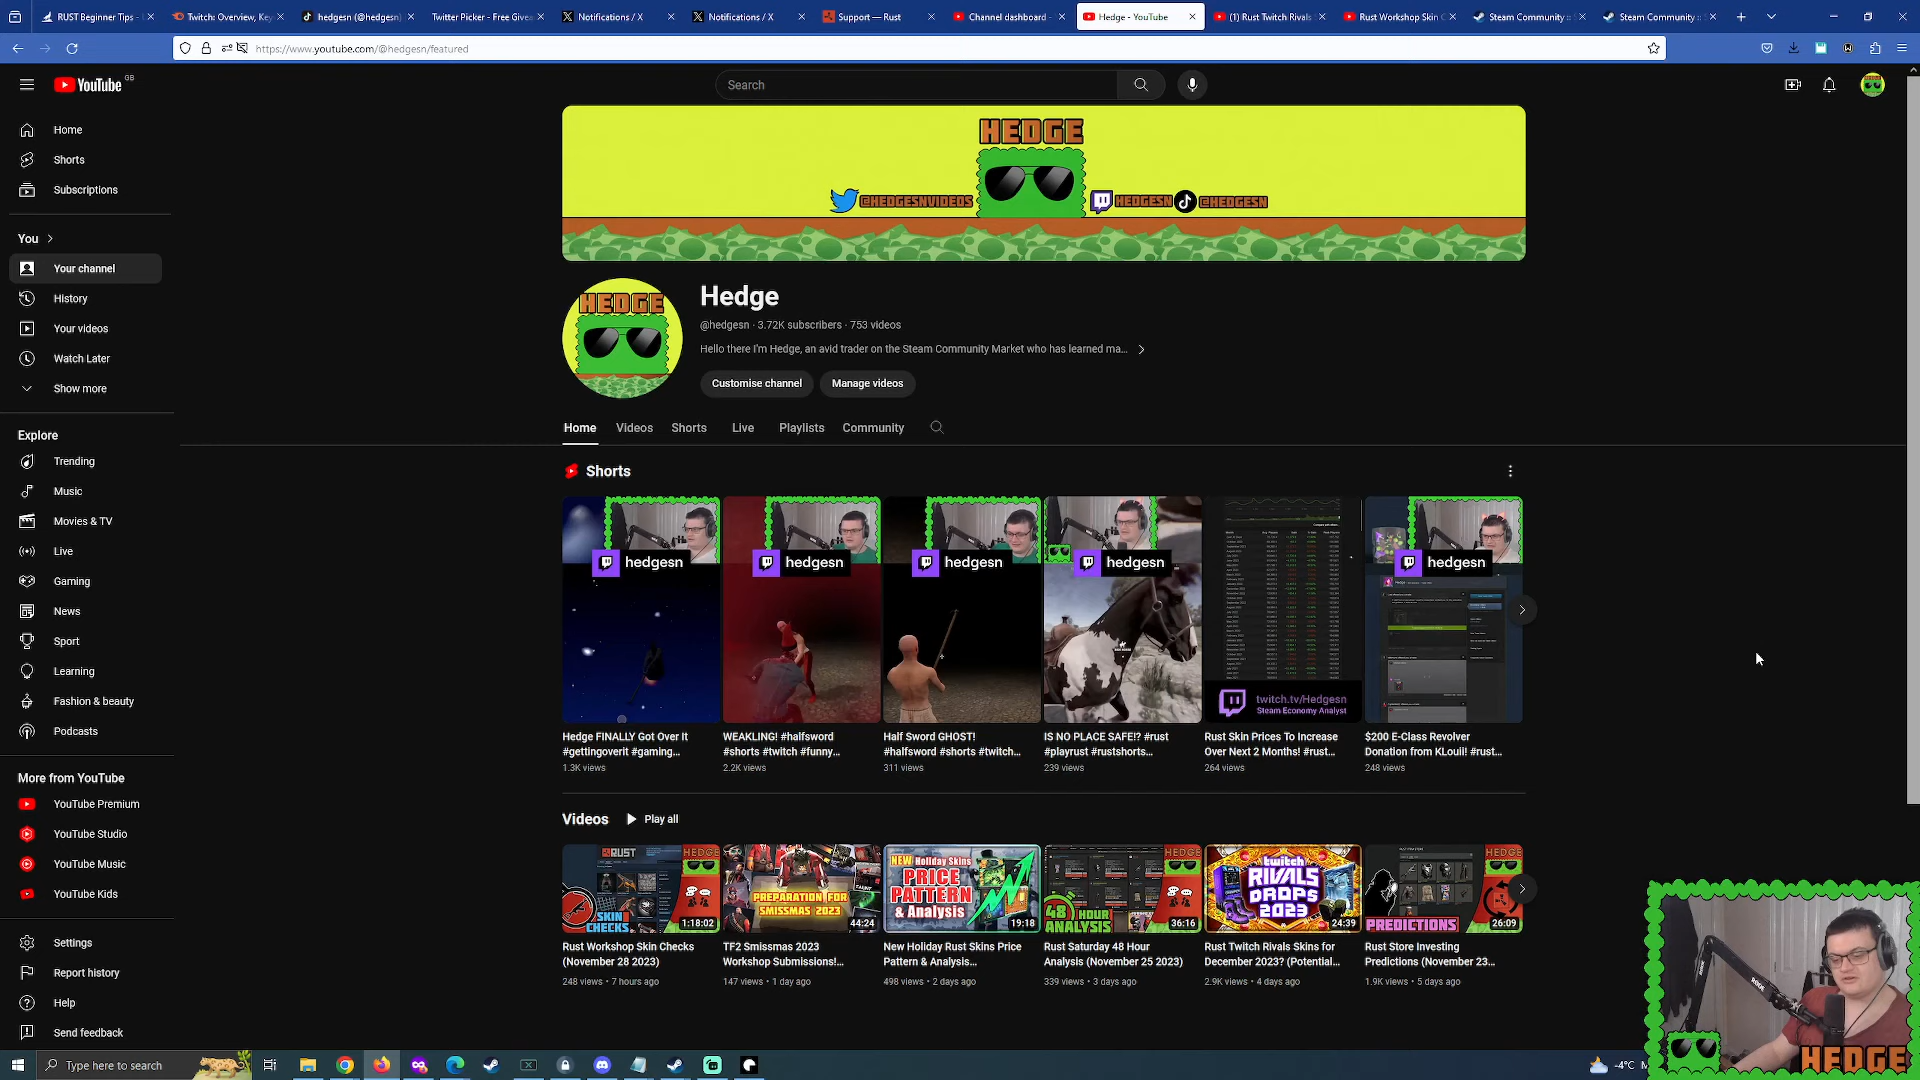 RUST Beginner Tips -
Twitch: Overview, Key
hedgesn (@hedgesn)
Twitter Picker - Free Givea
Notifications / X
Notifications / X
Support — Rust
Channel dashboard -
Hedge - YouTube
(1) Rust Twitch Rivals
Rust Workshop Skin C
Steam Community ::
Steam Community ::
https://www.youtube.com/@hedgesn/featured
YouTube GB
Search
Home
Shorts
Subscriptions
You
Your channel
History
Your videos
Watch Later
Show more
Explore
Trending
Music
Movies & TV
Live
Gaming
News
Sport
Learning
Fashion & beauty
Podcasts
More from YouTube
YouTube Premium
YouTube Studio
YouTube Music
YouTube Kids
Settings
Report history
Help
Send feedback
HEDGE
@HEDGESNVIDEOS
HEDGESN
@HEDGESN
HEDGE
Hedge
@hedgesn · 3.72K subscribers · 753 videos
Hello there I'm Hedge, an avid trader on the Steam Community Market who has learned ma...
Customise channel
Manage videos
Home Videos Shorts Live Playlists Community
Shorts
hedgesn
hedgesn
hedgesn
hedgesn
twitch.tv/Hedgesn
Steam Economy Analyst
hedgesn
Hedge FINALLY Got Over It
#gettingoverit #gaming...
1.3K views
WEAKLING! #halfsword
#shorts #twitch #funny...
2.2K views
Half Sword GHOST!
#halfsword #shorts #twitch...
311 views
IS NO PLACE SAFE!? #rust
#playrust #rustshorts...
239 views
Rust Skin Prices To Increase
Over Next 2 Months! #rust...
264 views
$200 E-Class Revolver
Donation from KLouii! #rust...
248 views
Videos
Play all
RUST
HEDGE
SKIN
CHECKS
1:18:02
PREPARATION FOR
SMISSMAS 2023
44:24
NEW Holiday Skins
PRICE
PATTERN
& Analysis
19:18
HEDGE
48 HOUR
ANALYSIS
36:16
twitch
RIVALS
DROPS
2023
24:39
HEDGE
PREDICTIONS
26:09
Rust Workshop Skin Checks
(November 28 2023)
248 views • 7 hours ago
TF2 Smissmas 2023
Workshop Submissions!...
147 views • 1 day ago
New Holiday Rust Skins Price
Pattern & Analysis...
498 views • 2 days ago
Rust Saturday 48 Hour
Analysis (November 25 2023)
339 views • 3 days ago
Rust Twitch Rivals Skins for
December 2023? (Potential...
2.9K views • 4 days ago
Rust Store Investing
Predictions (November 23...
1.9K views • 5 days ago
Type here to search
-4°C
HEDGE